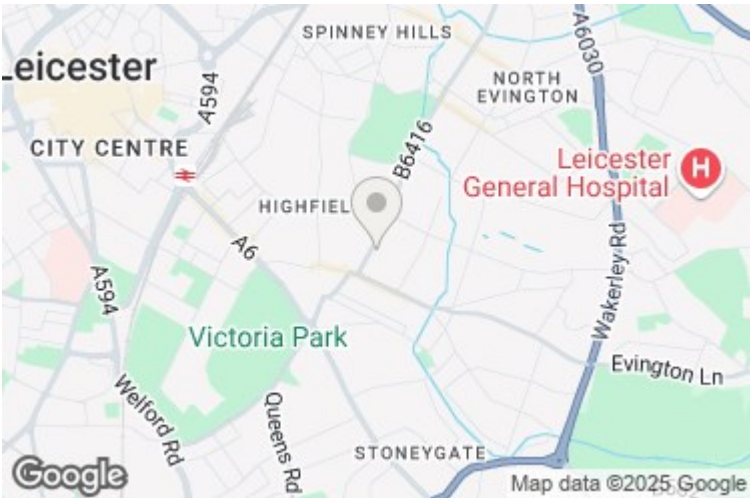 SPINNEY HILLS
Leicester
A594
A6030
NORTH
EVINGTON
CITY CENTRE
B6416
Leicester
General Hospital
H
HIGHFIEL
A6
A594
Wakerley Rd
Victoria Park
Evington Ln
Welford Rd
Queens Rd
STONEYGATE
Google
Map data ©2025 Google